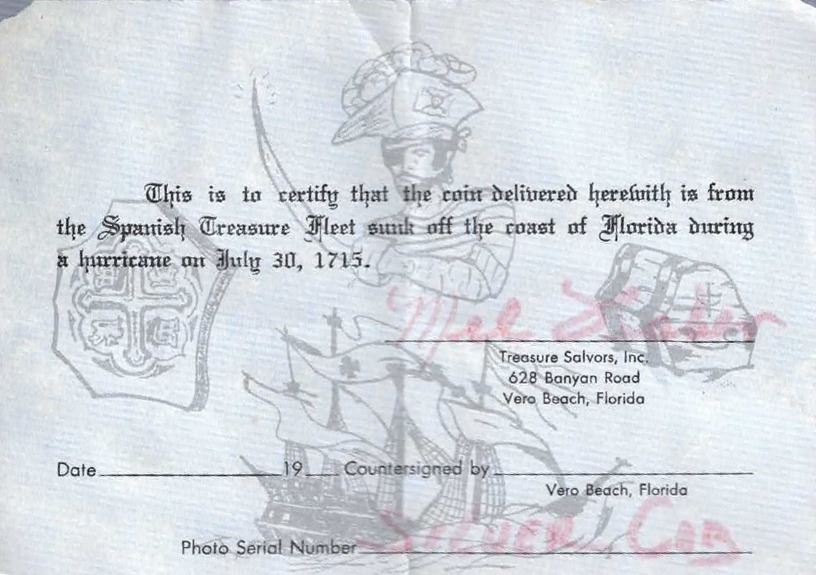 This is to certify that the coin delivered herewith is from
the Spanish Treasure Fleet sunk off the coast of Florida during
a hurricane on July 30, 1715.
Mel Fisher
Treasure Salvors, Inc.
628 Banyan Road
Vero Beach, Florida
Date 19 Countersigned by
Vero Beach, Florida
Photo Serial Number Silver Cob